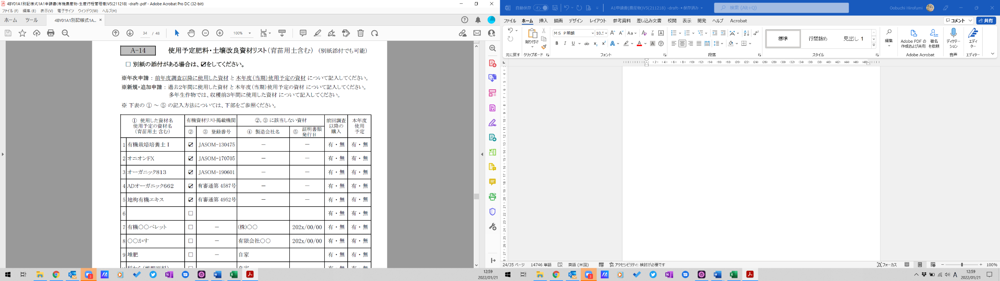 4BY01A1別記様式1A1申請書(有機農産物-生産行程管理者)V5(211218) -draft-.pdf - Adobe Acrobat Pro DC (32-bit)
ファイル(F) 編集(E) 表示(V) 電子サイン ウィンドウ(W) ヘルプ(H)
ホーム ツール 4BY01A1別記様式1A... ×
34 / 48 100%
A-14 使用予定肥料・土壌改良資材リスト(育苗用土含む) (別紙添付でも可能)
□ 別紙の添付がある場合は、☑をしてください。
※年次申請：前年度調査以降に使用した資材 と 本年度(当期)使用予定の資材 について記入してください。
※新規・追加申請：過去2年間に使用した資材 と 本年度(当期)使用予定の資材 について記入してください。
多年生作物では、収穫前3年間に使用した資材 について記入してください。
※ 下表の ① ～ ⑤ の記入方法については、下部をご参照ください。
① 使用した資材名 使用予定の資材名 (育苗用土 含む) 有機資材リスト掲載機関 ②, ③ に該当しない資材 前回調査以降の購入 本年度使用予定
② ③ 登録番号 ④ 製造会社名 ⑤ 証明書類発行日
1 有機栽培培養土Ⅰ ☑ JASOM-130475 － － 有・無 有・無
2 オニオンFX ☑ JASOM-170705 － － 有・無 有・無
3 オーガニック813 ☑ JASOM-190601 － － 有・無 有・無
4 ADオーガニック662 ☑ 有審通第 4587号 － － 有・無 有・無
5 地枸有機エキス ☑ 有審通第 4952号 － － 有・無 有・無
6 □ 有・無 有・無
7 有機〇〇ペレット □ － (株)〇〇 202x/00/00 有・無 有・無
8 〇〇かす □ － 有限会社〇〇 202x/00/00 有・無 有・無
9 堆肥 □ － 自家 有・無 有・無
12:59
2022/01/21
自動保存 オン A1申請書(農産物)V5(211218) -draft- • 保存済み 検索 (Alt+Q) Oobuchi Hirofumi
ファイル ホーム 挿入 描画 デザイン レイアウト 参考資料 差し込み文書 校閲 表示 開発 ヘルプ Acrobat コメント 共有
貼り付け MS P明朝 10.5 Aa 標準 行間詰め 見出し 1 編集 Adobe PDF の作成および共有 署名を依頼 ディクテーション エディター
元に戻す クリップボード フォント 段落 スタイル Adobe Acrobat 音声 エディター
24/35 ページ 14746 単語 英語 (米国) アクセシビリティ: 検討が必要です フォーカス 100%
A 12:59
2022/01/21